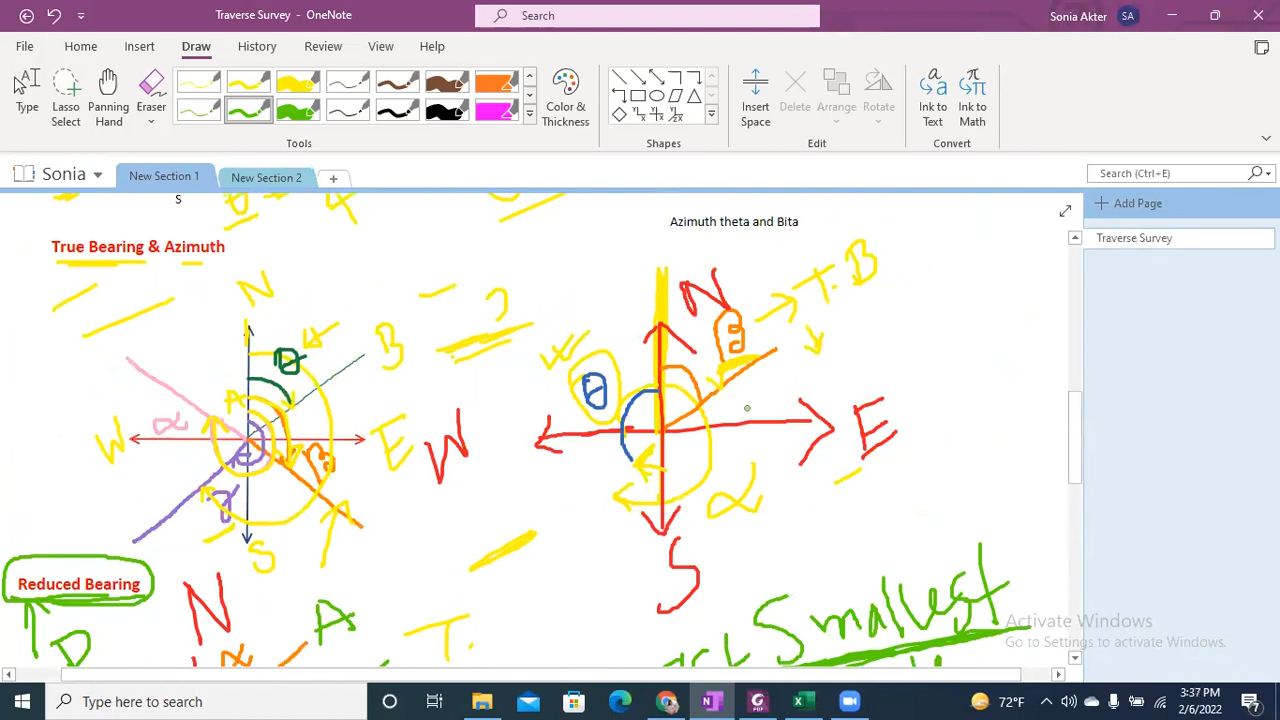 Traverse Survey - OneNote
Search
Sonia Akter
SA
File
Home
Insert
Draw
History
Review
View
Help
Type
Lasso Select
Panning Hand
Eraser
Color & Thickness
Insert Space
Delete
Arrange
Rotate
Ink to Text
Ink to Math
Tools
Shapes
Edit
Convert
Sonia
New Section 1
New Section 2
Search (Ctrl+E)
Add Page
Traverse Survey
S
Azimuth theta and Bita
True Bearing & Azimuth
N
B
A
θ
W
α
E
β
S
N
β
T.B
θ
W
E
α
S
Reduced Bearing
D
N
A
T.
α
Smallest
Activate Windows
Go to Settings to activate Windows.
Type here to search
72°F
3:37 PM
2/6/2022
7